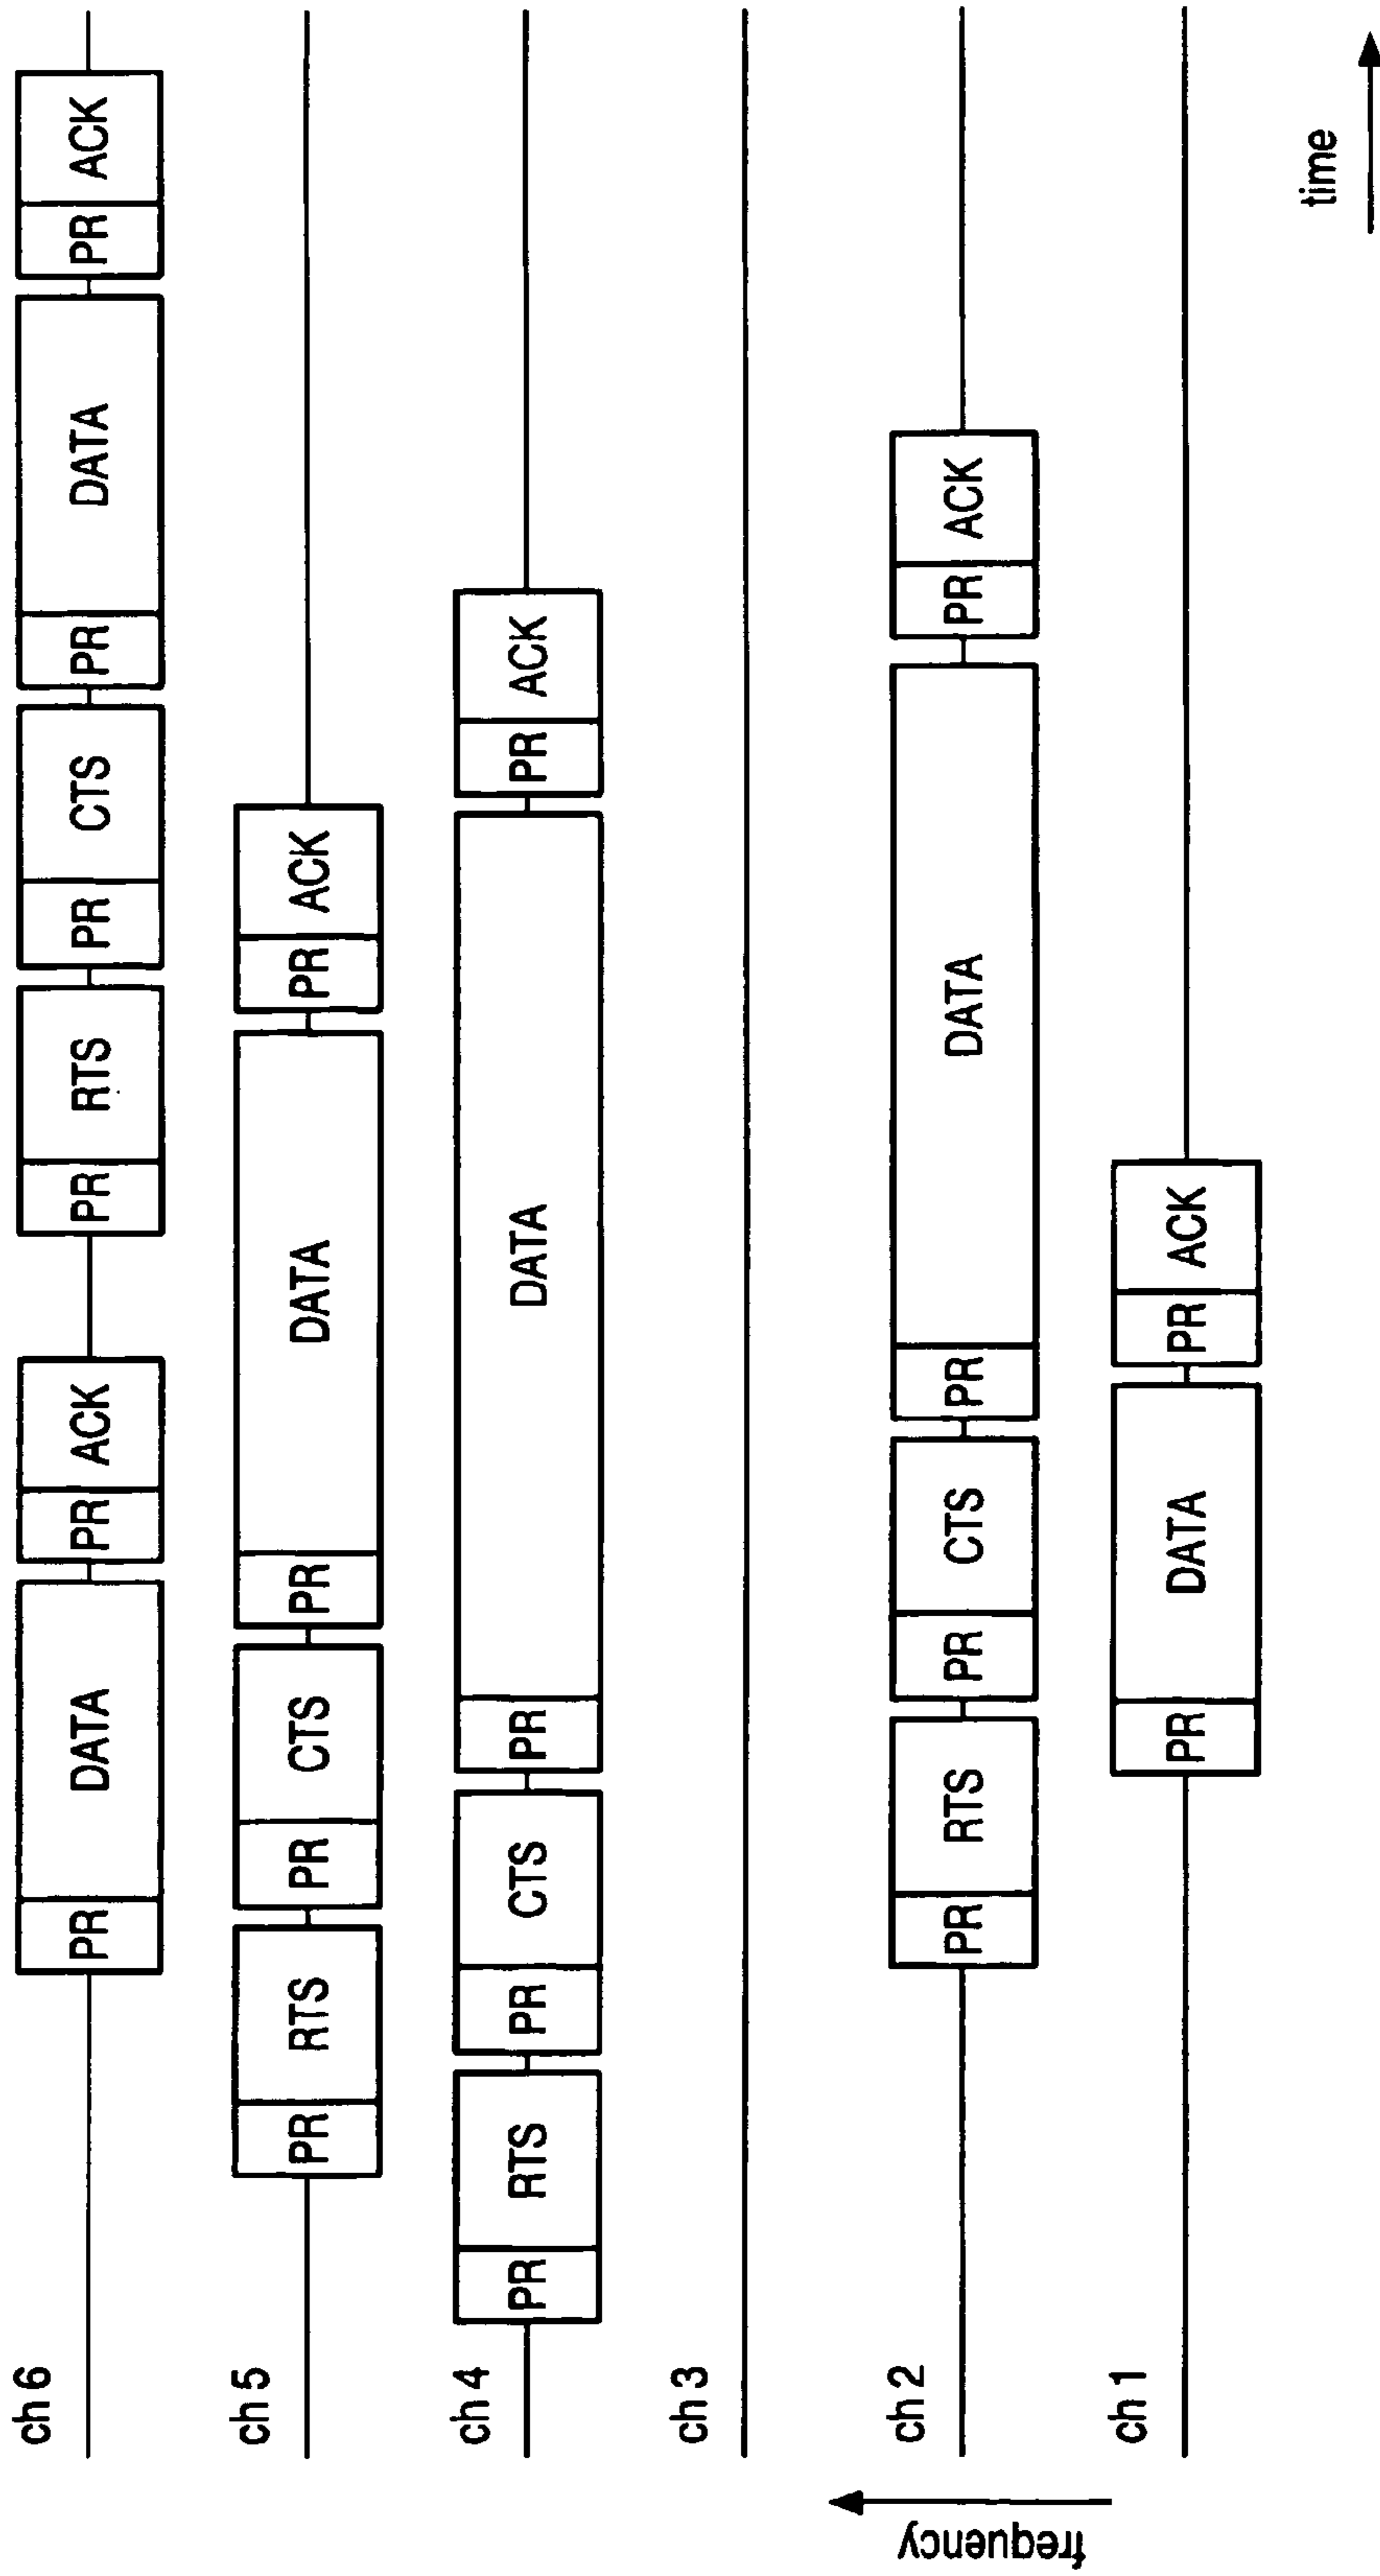 ch 6
PR DATA PR ACK PR RTS PR CTS PR DATA PR ACK
ch 5
PR RTS PR CTS PR DATA PR ACK
ch 4
PR RTS PR CTS PR DATA PR ACK
ch 3
ch 2
PR RTS PR CTS PR DATA PR ACK
ch 1
PR DATA PR ACK
frequency
time